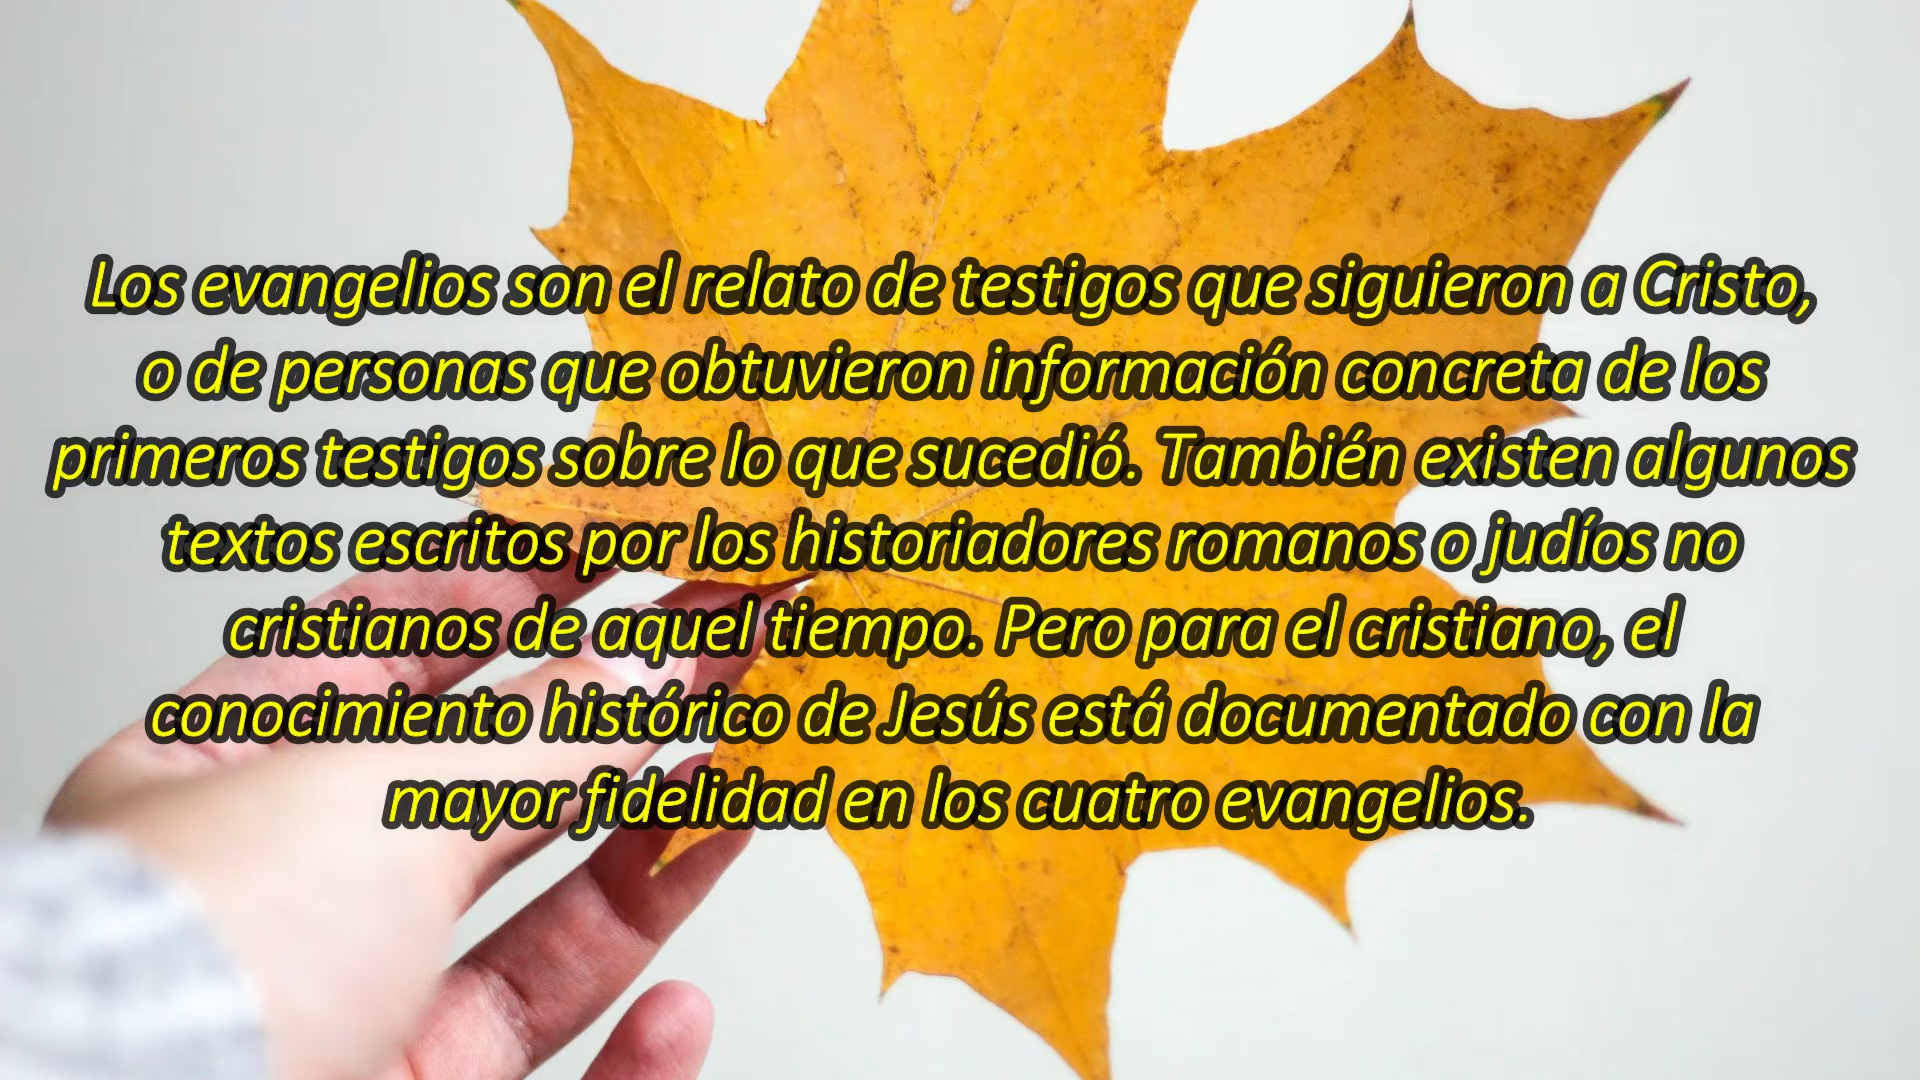 Los evangelios son el relato de testigos que siguieron a Cristo,
o de personas que obtuvieron información concreta de los
primeros testigos sobre lo que sucedió. También existen algunos
textos escritos por los historiadores romanos o judíos no
cristianos de aquel tiempo. Pero para el cristiano, el
conocimiento histórico de Jesús está documentado con la
mayor fidelidad en los cuatro evangelios.